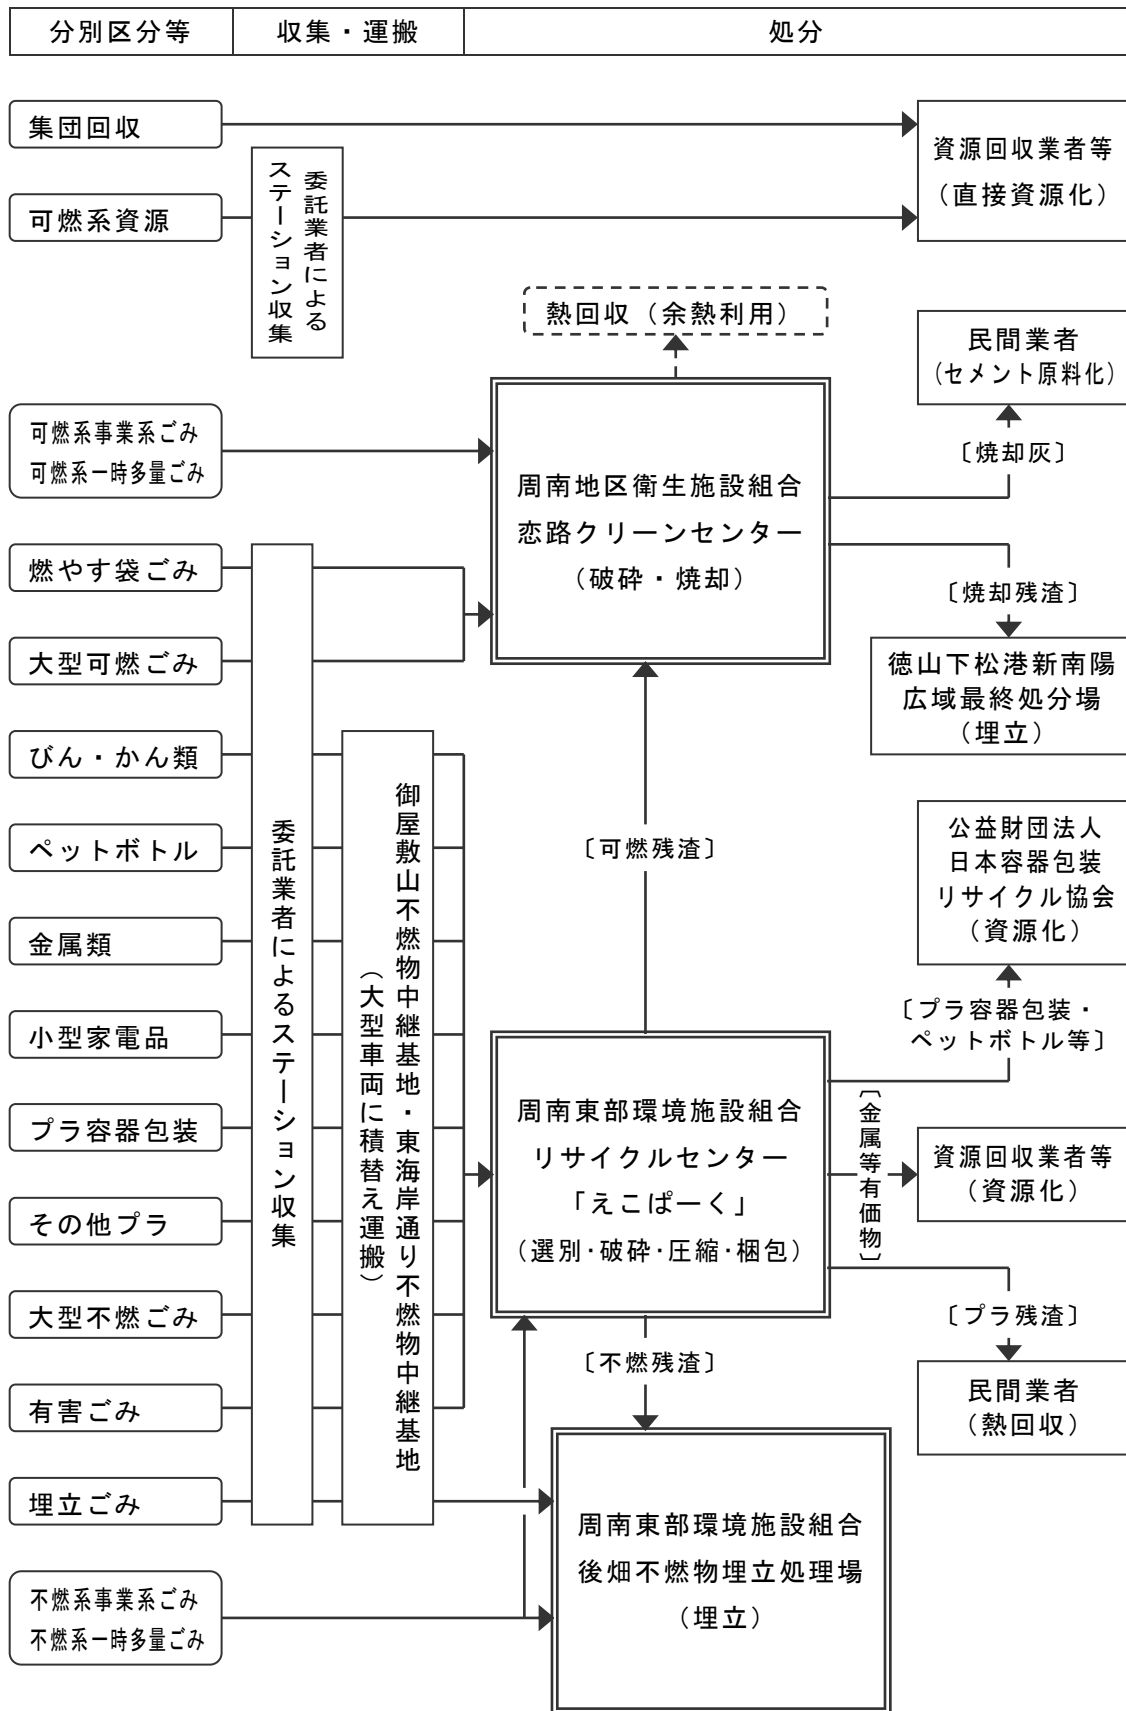 分別区分等
収集・運搬
処分
集団回収
可燃系資源
委託業者による
ステーション収集
資源回収業者等
（直接資源化）
熱回収（余熱利用）
民間業者
（セメント原料化）
〔焼却灰〕
可燃系事業系ごみ
可燃系一時多量ごみ
周南地区衛生施設組合
恋路クリーンセンター
（破砕・焼却）
燃やす袋ごみ
大型可燃ごみ
〔焼却残渣〕
徳山下松港新南陽
広域最終処分場
（埋立）
びん・かん類
ペットボトル
金属類
小型家電品
プラ容器包装
その他プラ
大型不燃ごみ
有害ごみ
埋立ごみ
委託業者によるステーション収集
御屋敷山不燃物中継基地・東海岸通り不燃物中継基地
（大型車両に積替え運搬）
〔可燃残渣〕
公益財団法人
日本容器包装
リサイクル協会
（資源化）
〔プラ容器包装・
ペットボトル等〕
周南東部環境施設組合
リサイクルセンター
「えこぱーく」
（選別・破砕・圧縮・梱包）
〔金属等有価物〕
資源回収業者等
（資源化）
〔プラ残渣〕
民間業者
（熱回収）
〔不燃残渣〕
周南東部環境施設組合
後畑不燃物埋立処理場
（埋立）
不燃系事業系ごみ
不燃系一時多量ごみ